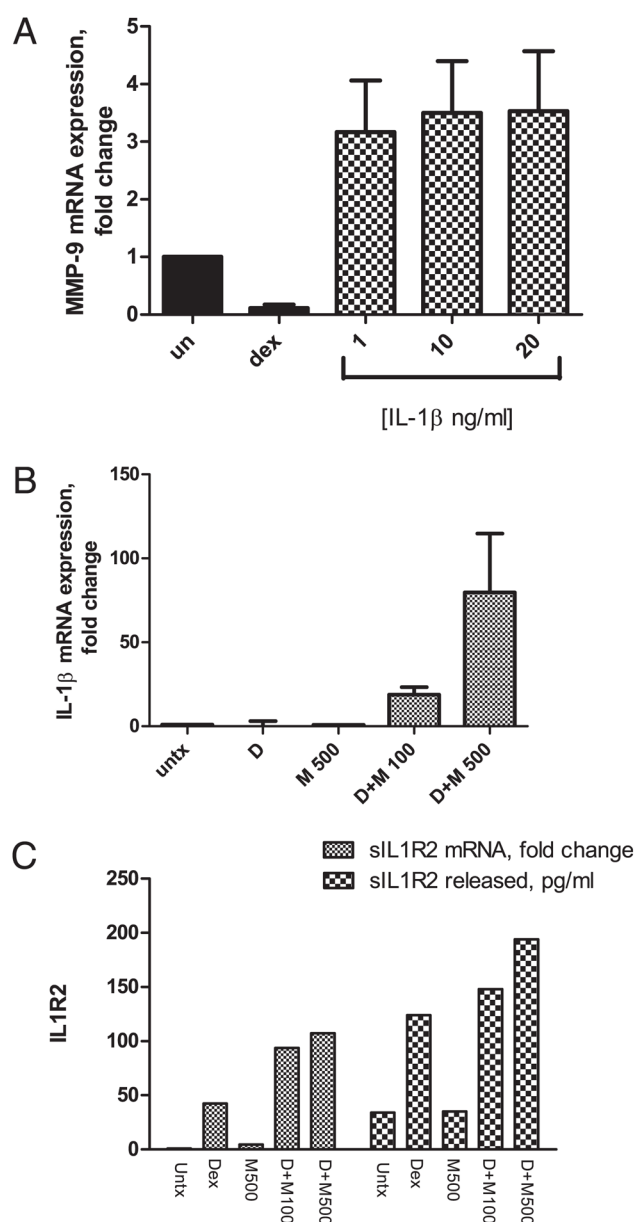 A
MMP-9 mRNA expression,
fold change
5
4
3
2
1
0
un
dex
1
10
20
[IL-1β ng/ml]
B
IL-1β mRNA expression,
fold change
150
100
50
0
untx
D
M 500
D+M 100
D+M 500
C
sIL1R2 mRNA, fold change
sIL1R2 released, pg/ml
IL1R2
250
200
150
100
50
0
Untx
Dex
M500
D+M100
D+M500
Untx
Dex
M500
D+M100
D+M500